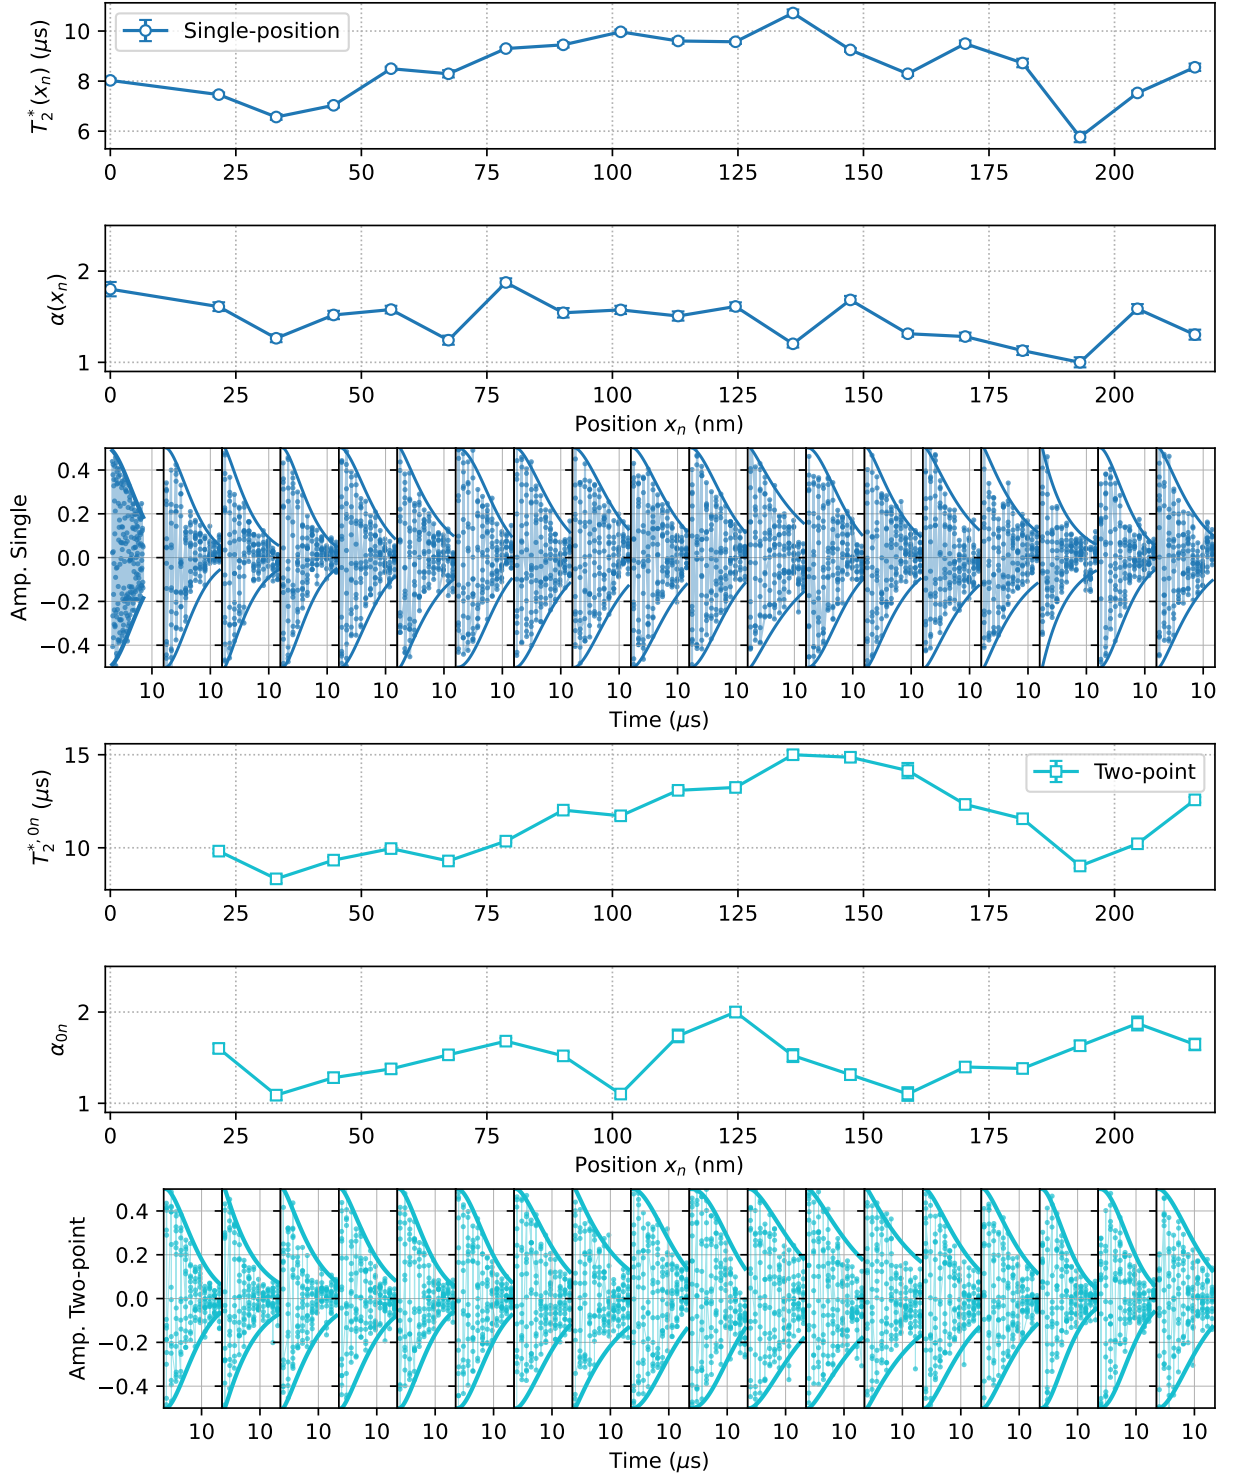 T₂*(xₙ) (μs)
10
8
6
Single-position
0 25 50 75 100 125 150 175 200
α(xₙ)
2
1
0 25 50 75 100 125 150 175 200
Position xₙ (nm)
Amp. Single
0.4
0.2
0.0
−0.2
−0.4
10 10 10 10 10 10 10 10 10 10 10 10 10 10 10 10 10 10 10
Time (μs)
T₂*,⁰ⁿ (μs)
15
10
Two-point
0 25 50 75 100 125 150 175 200
α₀ₙ
2
1
0 25 50 75 100 125 150 175 200
Position xₙ (nm)
Amp. Two-point
0.4
0.2
0.0
−0.2
−0.4
10 10 10 10 10 10 10 10 10 10 10 10 10 10 10 10 10 10
Time (μs)